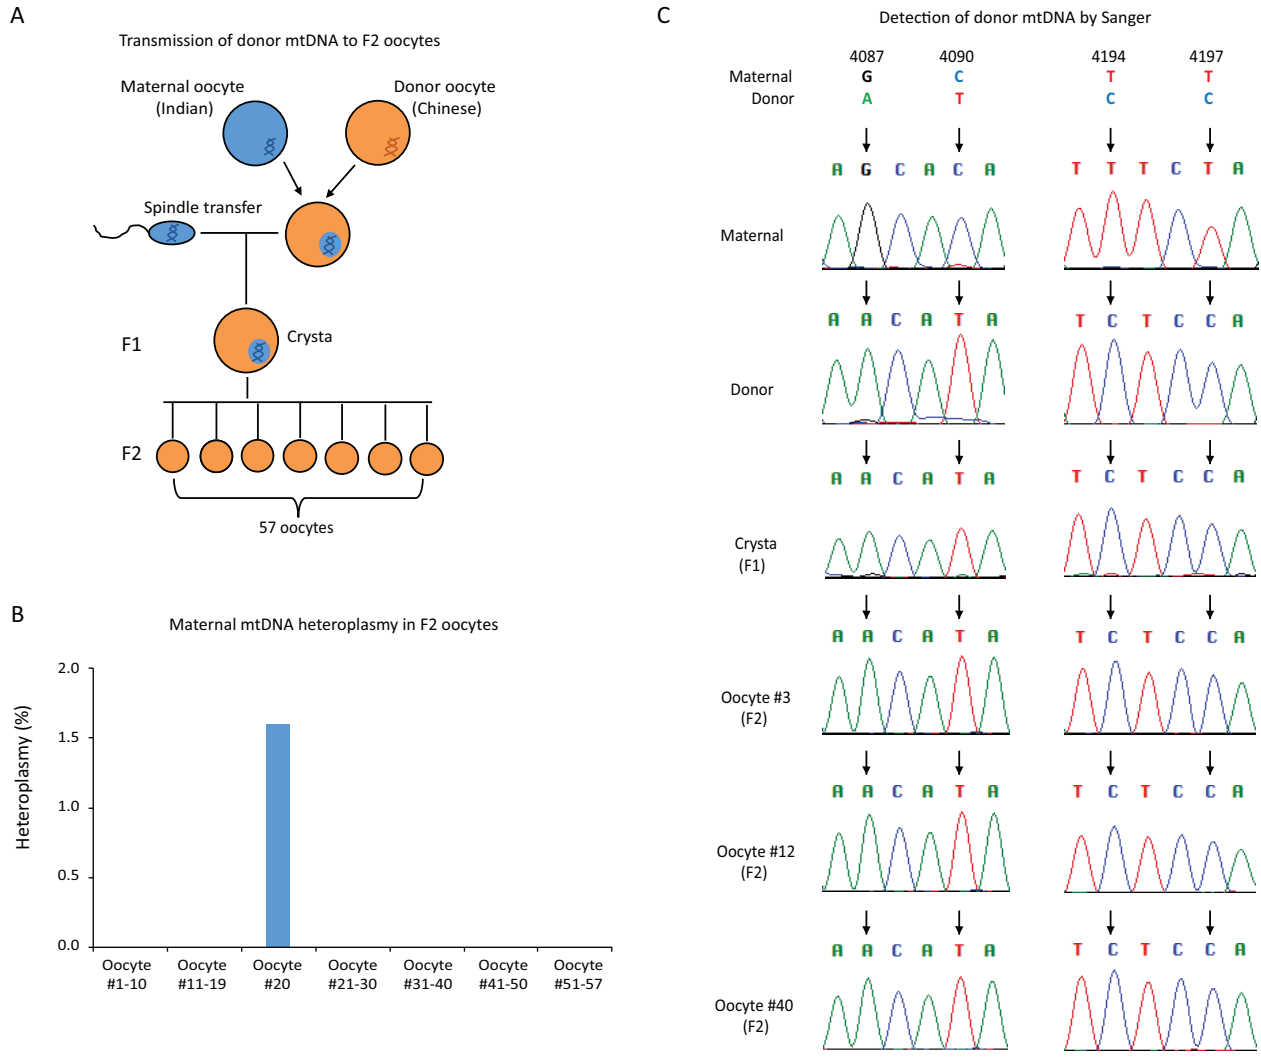 A
Transmission of donor mtDNA to F2 oocytes
Maternal oocyte
(Indian)
Donor oocyte
(Chinese)
Spindle transfer
F1
Crysta
F2
57 oocytes
B
Maternal mtDNA heteroplasmy in F2 oocytes
Heteroplasmy (%)
2.0
1.5
1.0
0.5
0.0
Oocyte
#1-10
Oocyte
#11-19
Oocyte
#20
Oocyte
#21-30
Oocyte
#31-40
Oocyte
#41-50
Oocyte
#51-57
C
Detection of donor mtDNA by Sanger
4087 4090 4194 4197
Maternal G C T T
Donor A T C C
A G C A C A T T T C T A
Maternal
A A C A T A T C T C C A
Donor
A A C A T A T C T C C A
Crysta
(F1)
A A C A T A T C T C C A
Oocyte #3
(F2)
A A C A T A T C T C C A
Oocyte #12
(F2)
A A C A T A T C T C C A
Oocyte #40
(F2)